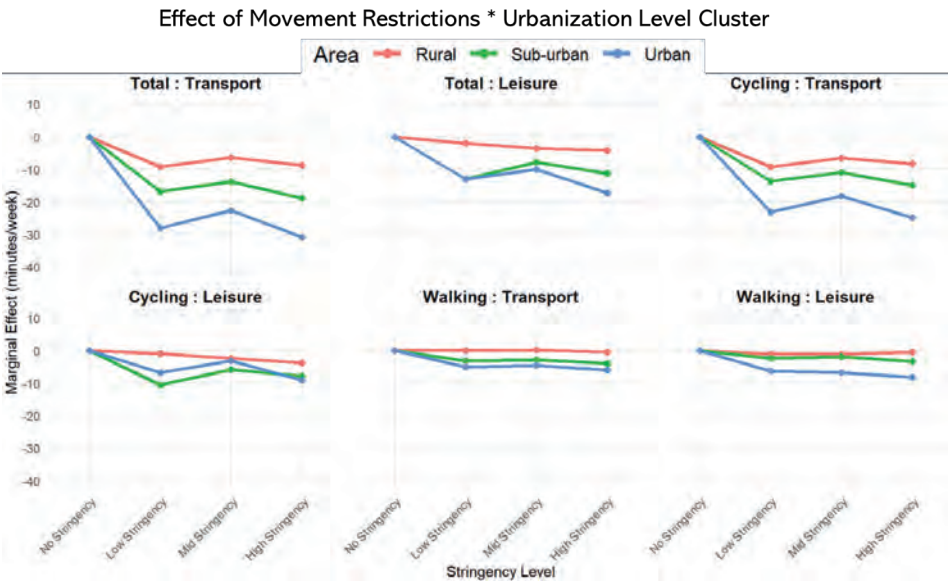 Effect of Movement Restrictions * Urbanization Level Cluster
Area Rural Sub-urban Urban
Total : Transport Total : Leisure Cycling : Transport
10
0
-10
-20
-30
-40
Cycling : Leisure Walking : Transport Walking : Leisure
10
0
-10
-20
-30
-40
Marginal Effect (minutes/week)
No Stringency Low Stringency Mid Stringency High Stringency No Stringency Low Stringency Mid Stringency High Stringency No Stringency Low Stringency Mid Stringency High Stringency
Stringency Level